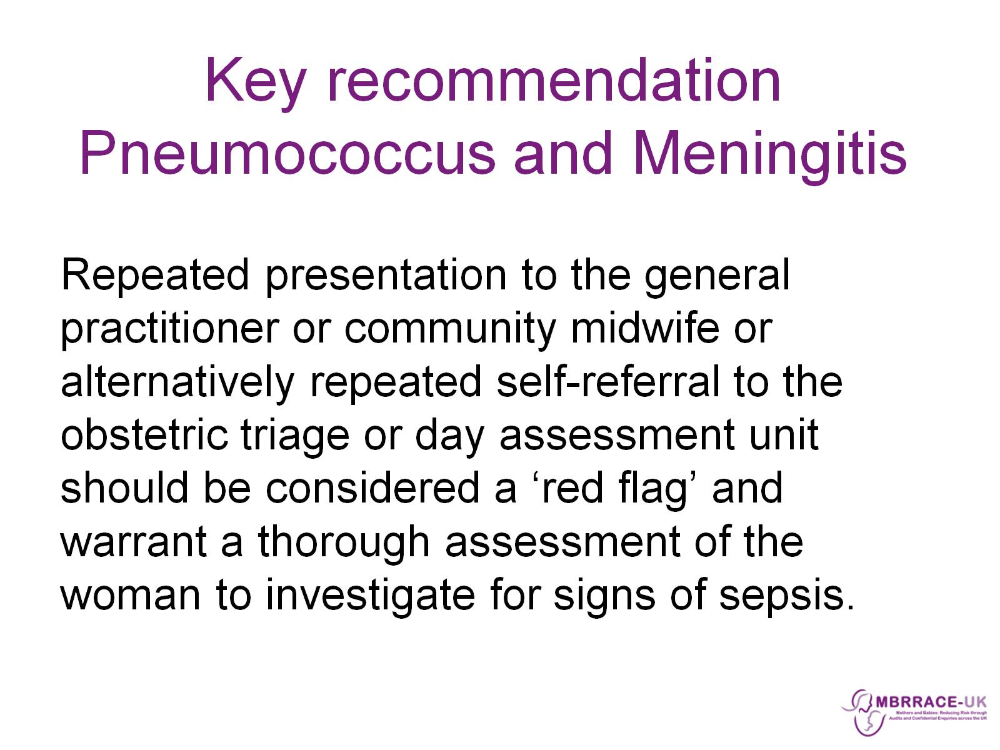 Key recommendation
Pneumococcus and Meningitis
Repeated presentation to the general
practitioner or community midwife or
alternatively repeated self-referral to the
obstetric triage or day assessment unit
should be considered a ‘red flag’ and
warrant a thorough assessment of the
woman to investigate for signs of sepsis.
MBRRACE-UK
Mothers and Babies: Reducing Risk through
Audits and Confidential Enquiries across the UK